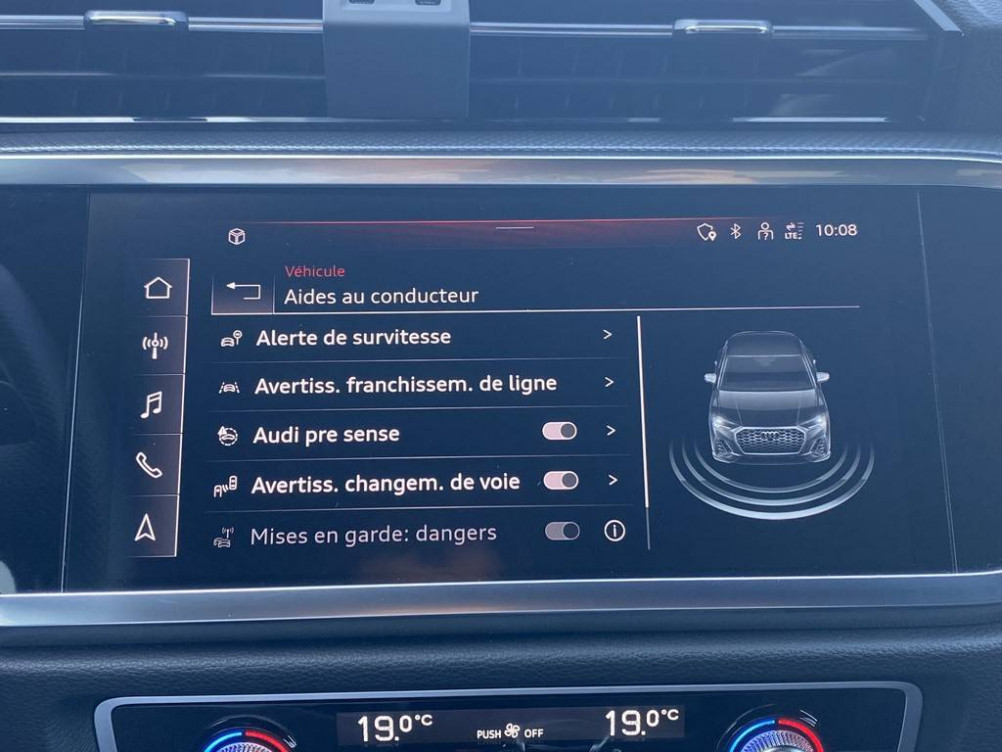 LTE
10:08
Véhicule
Aides au conducteur
Alerte de survitesse
Avertiss. franchissem. de ligne
Audi pre sense
Avertiss. changem. de voie
Mises en garde: dangers
19.0°C
PUSH OFF
19.0°C